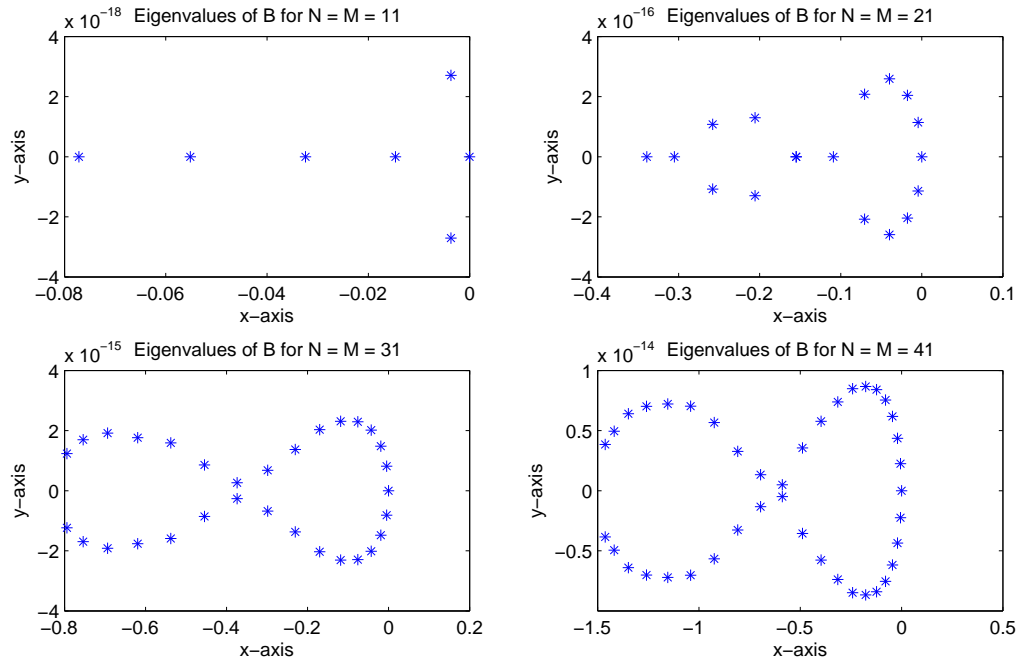 x 10^-18 Eigenvalues of B for N = M = 11
4
2
0
−2
−4
y−axis
−0.08 −0.06 −0.04 −0.02 0
x−axis
x 10^-16 Eigenvalues of B for N = M = 21
4
2
0
−2
−4
y−axis
−0.4 −0.3 −0.2 −0.1 0 0.1
x−axis
x 10^-15 Eigenvalues of B for N = M = 31
4
2
0
−2
−4
y−axis
−0.8 −0.6 −0.4 −0.2 0 0.2
x−axis
x 10^-14 Eigenvalues of B for N = M = 41
1
0.5
0
−0.5
−1
y−axis
−1.5 −1 −0.5 0 0.5
x−axis